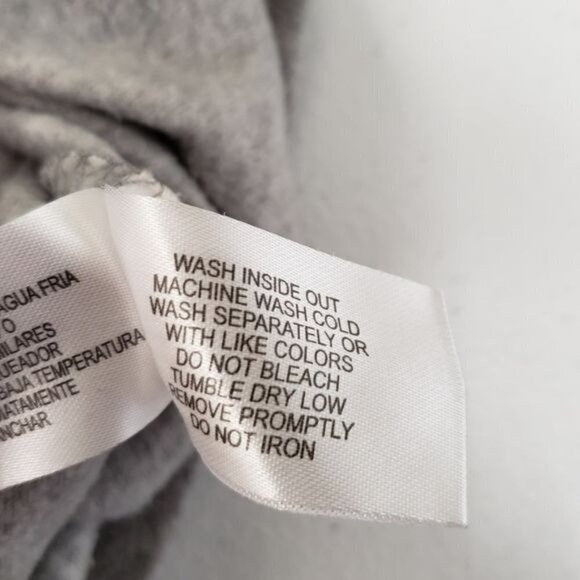 AGUA FRIA
O
BAJA TEMPERATURA
WASH INSIDE OUT
MACHINE WASH COLD
WASH SEPARATELY OR
WITH LIKE COLORS
DO NOT BLEACH
TUMBLE DRY LOW
REMOVE PROMPTLY
DO NOT IRON